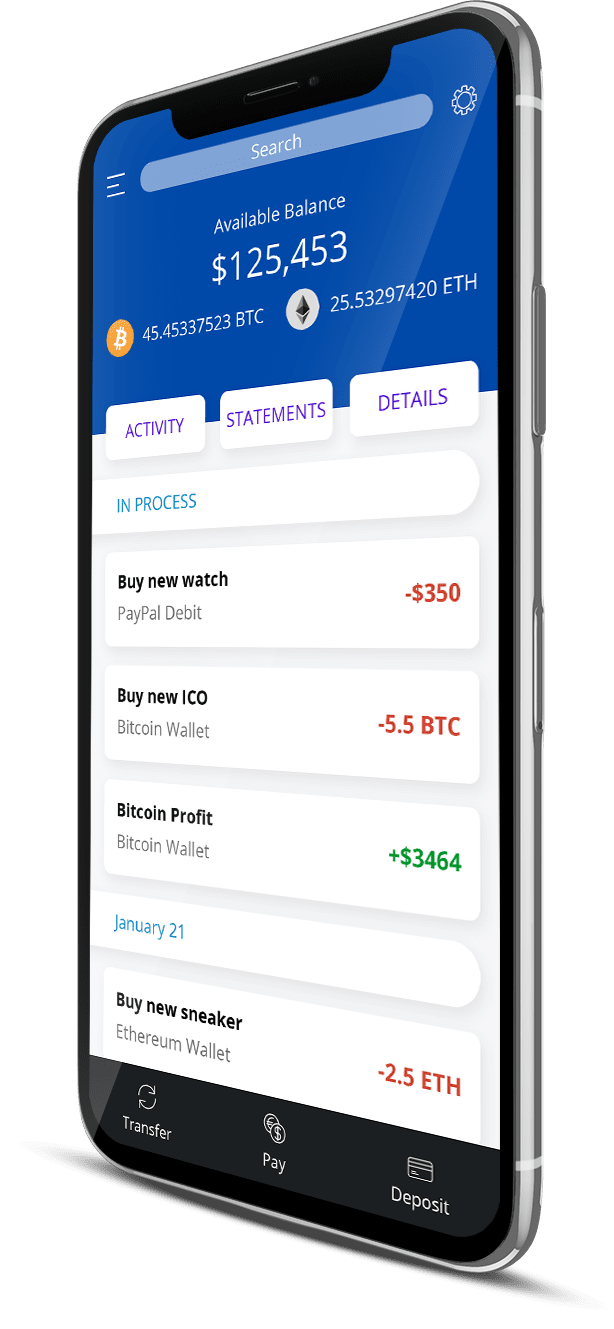 Search
Available Balance
$125,453
45.45337523 BTC
25.53297420 ETH
ACTIVITY
STATEMENTS
DETAILS
IN PROCESS
Buy new watch
PayPal Debit
-$350
Buy new ICO
Bitcoin Wallet
-5.5 BTC
Bitcoin Profit
Bitcoin Wallet
+$3464
January 21
Buy new sneaker
Ethereum Wallet
-2.5 ETH
Transfer
Pay
Deposit